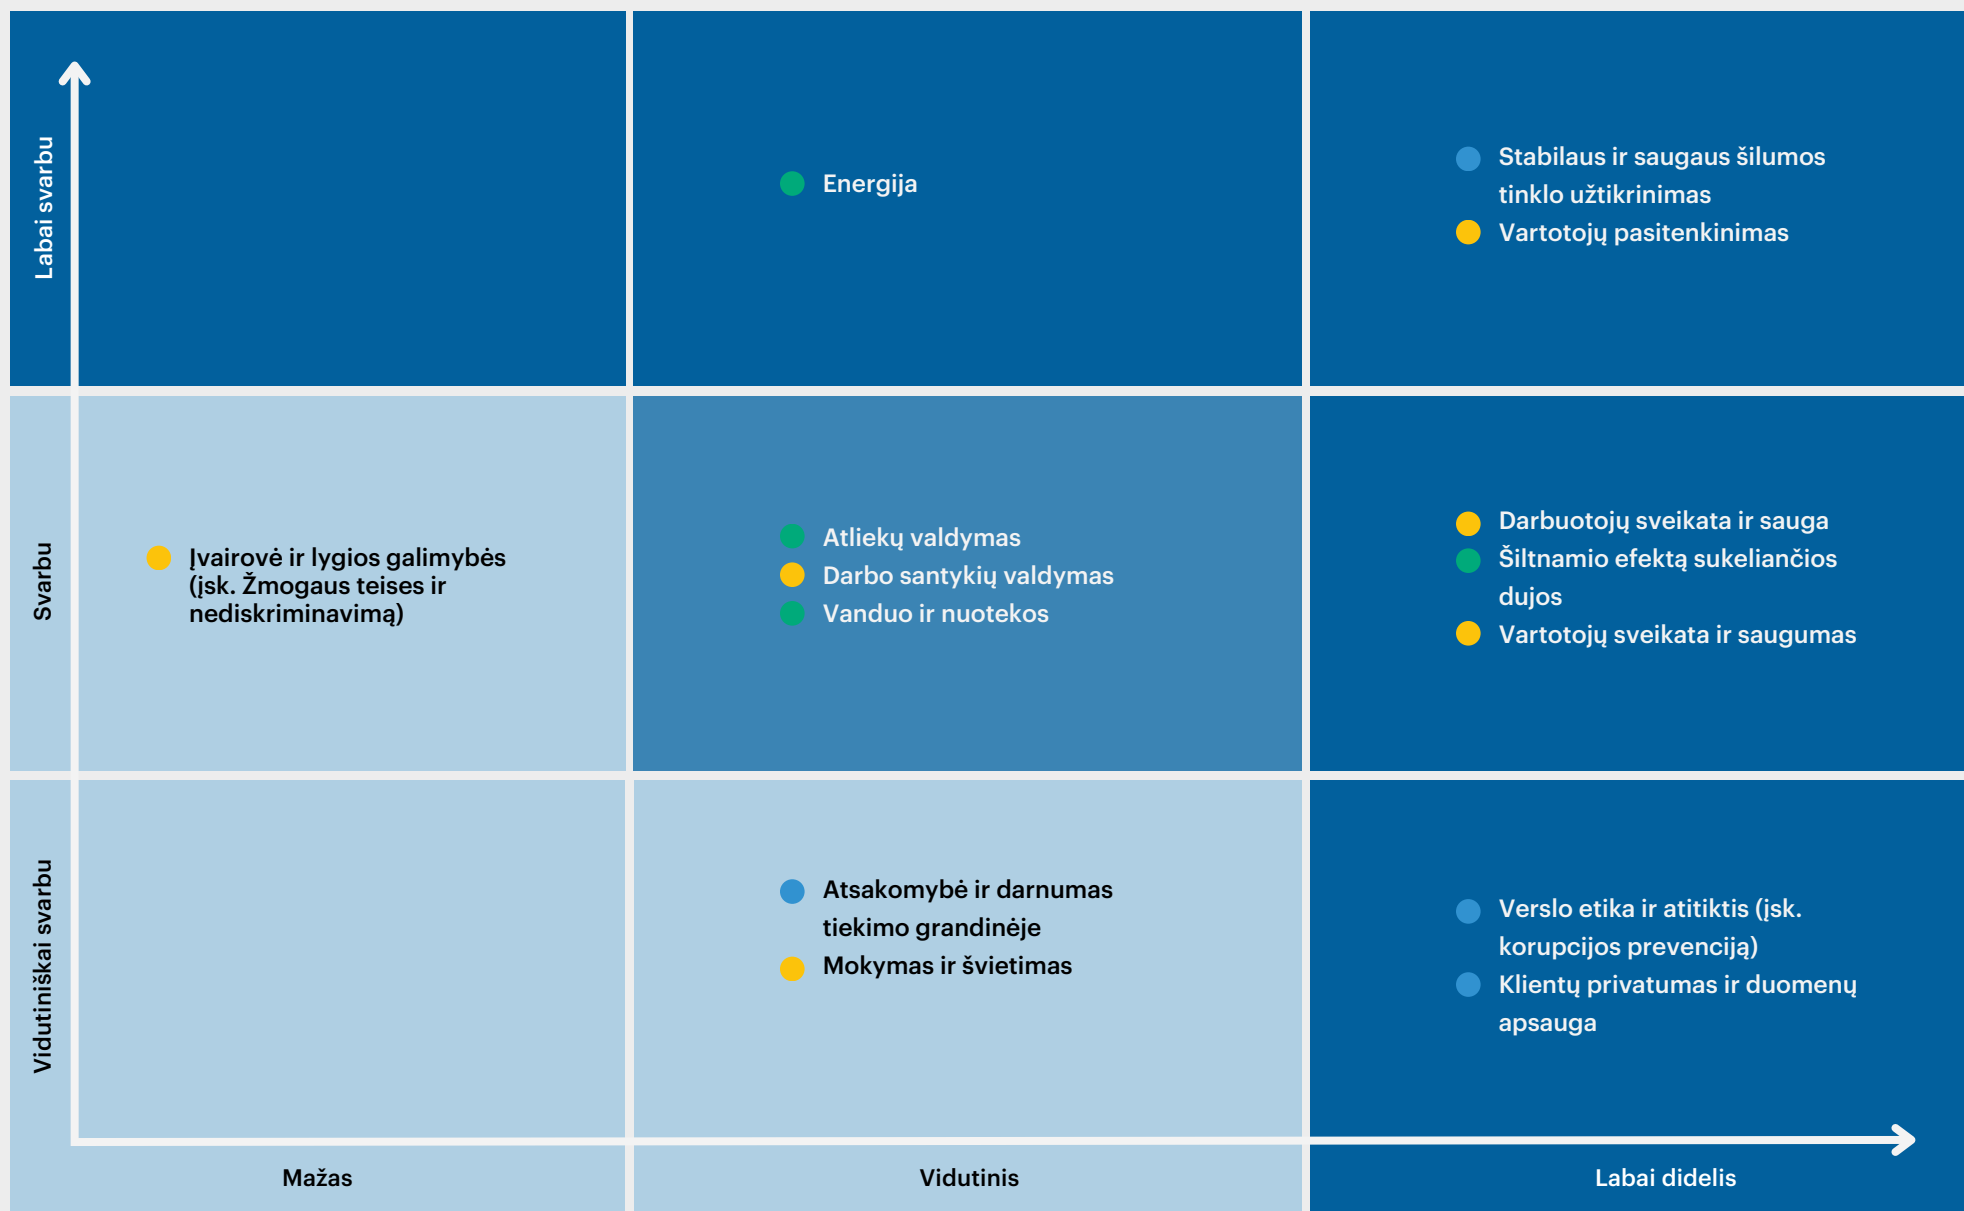 Labai svarbu
Energija
Stabilaus ir saugaus šilumos
tinklo užtikrinimas
Vartotojų pasitenkinimas
Svarbu
Įvairovė ir lygios galimybės
(įsk. Žmogaus teises ir
nediskriminavimą)
Atliekų valdymas
Darbo santykių valdymas
Vanduo ir nuotekos
Darbuotojų sveikata ir sauga
Šiltnamio efektą sukeliančios
dujos
Vartotojų sveikata ir saugumas
Vidutiniškai svarbu
Atsakomybė ir darnumas
tiekimo grandinėje
Mokymas ir švietimas
Verslo etika ir atitiktis (įsk.
korupcijos prevenciją)
Klientų privatumas ir duomenų
apsauga
Mažas
Vidutinis
Labai didelis